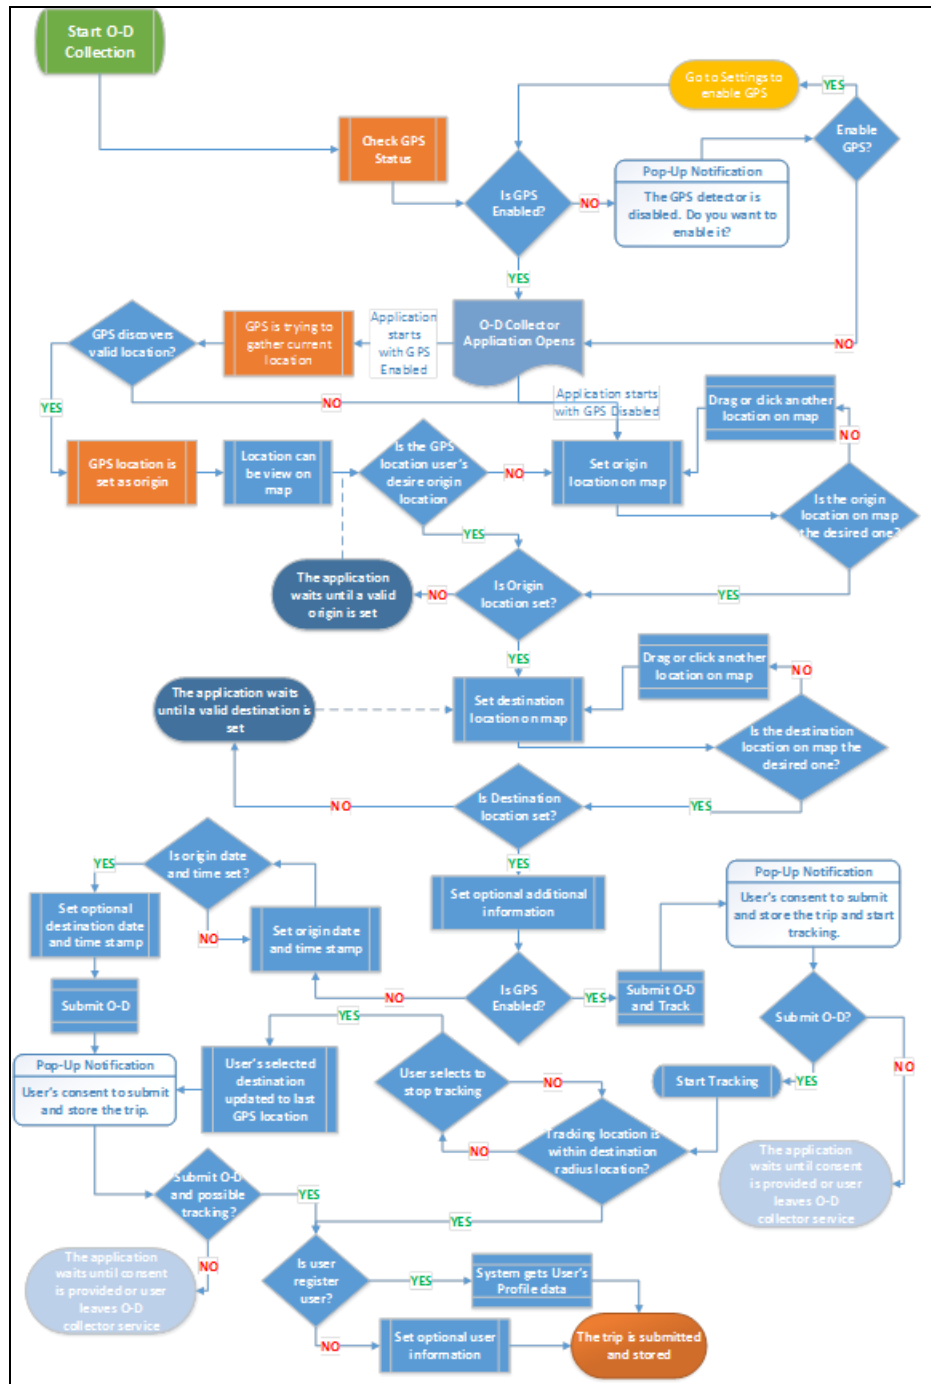 Start O-D
Collection
Go to Settings to
enable GPS
YES
Enable
GPS?
Check GPS
Status
Is GPS
Enabled?
NO
Pop-Up Notification
The GPS detector is
disabled. Do you want to
enable it?
YES
GPS discovers
valid location?
GPS is trying to
gather current
location
Application
starts
with GPS
Enabled
O-D Collector
Application Opens
NO
YES
NO
Application starts
with GPS Disabled
Drag or click another
location on map
NO
GPS location is
set as origin
Location can
be view on
map
Is the GPS
location user's
desire origin
location
NO
Set origin
location on map
Is the origin
location on map
the desired one?
YES
The application
waits until a valid
origin is set
NO
Is Origin
location set?
YES
YES
Drag or click another
location on map
NO
The application waits
until a valid destination is
set
Set destination
location on map
Is the destination
location on map the
desired one?
NO
Is Destination
location set?
YES
YES
Is origin date
and time set?
YES
Set optional
destination date
and time stamp
NO
Set origin date
and time stamp
Set optional additional
information
Pop-Up Notification
User's consent to submit
and store the trip and start
tracking.
Submit O-D
NO
Is GPS
Enabled?
YES
Submit O-D
and Track
Submit O-D?
YES
NO
Pop-Up Notification
User's consent to submit
and store the trip.
User's selected
destination
updated to last
GPS location
User selects to
stop tracking
NO
Start Tracking
YES
NO
Tracking location is
within destination
radius location?
The application
waits until consent
is provided or user
leaves O-D
collector service
Submit O-D
and possible
tracking?
YES
YES
NO
The application
waits until consent
is provided or user
leaves O-D
collector service
Is user
register
user?
YES
System gets User's
Profile data
NO
Set optional user
information
The trip is submitted
and stored